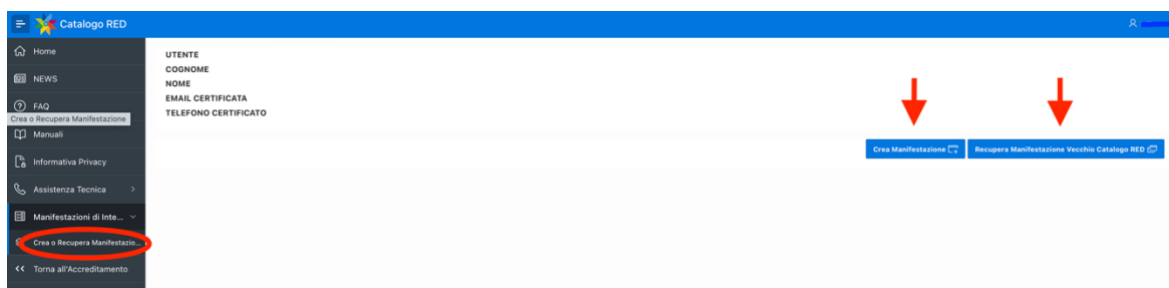 Catalogo RED
Home
NEWS
FAQ
Crea o Recupera Manifestazione
Manuali
Informativa Privacy
Assistenza Tecnica
Manifestazioni di Inte...
Crea o Recupera Manifestazio...
Torna all'Accreditamento
UTENTE
COGNOME
NOME
EMAIL CERTIFICATA
TELEFONO CERTIFICATO
Crea Manifestazione
Recupera Manifestazione Vecchio Catalogo RED